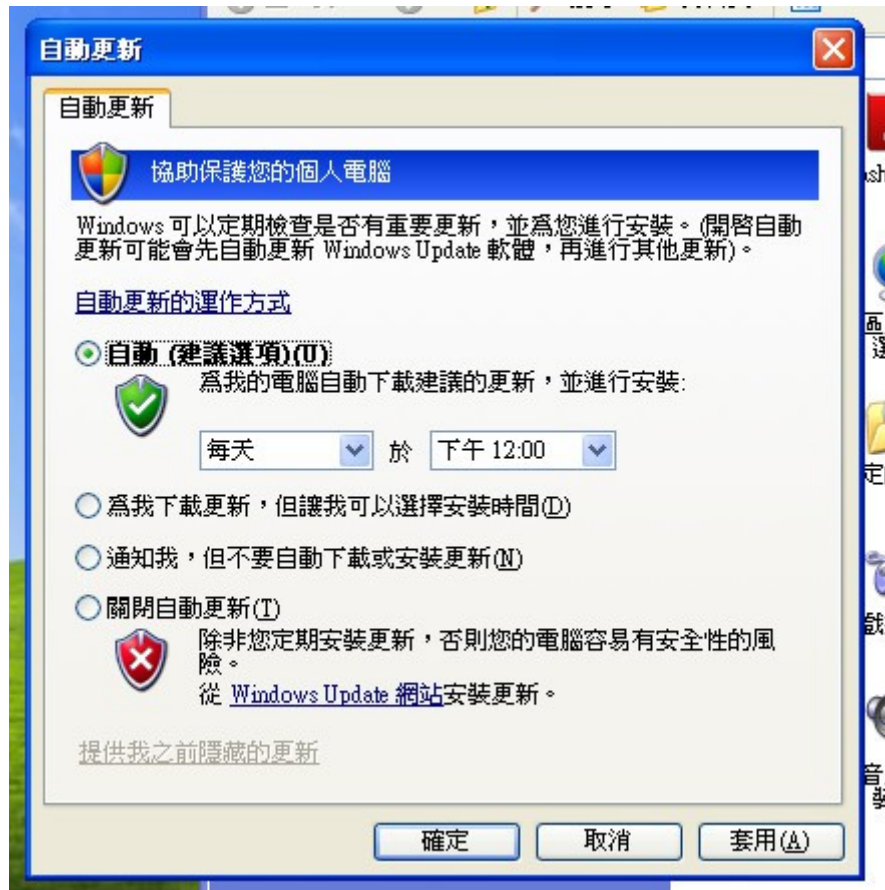 自動更新
自動更新
協助保護您的個人電腦
Windows 可以定期檢查是否有重要更新,並為您進行安裝。(開啓自動
更新可能會先自動更新 Windows Update 軟體,再進行其他更新)。
自動更新的運作方式
自動 (建議選項)(U)
為我的電腦自動下載建議的更新,並進行安裝:
每天 於 下午 12:00
為我下載更新,但讓我可以選擇安裝時間(D)
通知我,但不要自動下載或安裝更新(N)
關閉自動更新(T)
除非您定期安裝更新,否則您的電腦容易有安全性的風
險。
從 Windows Update 網站安裝更新。
提供我之前隱藏的更新
確定 取消 套用(A)